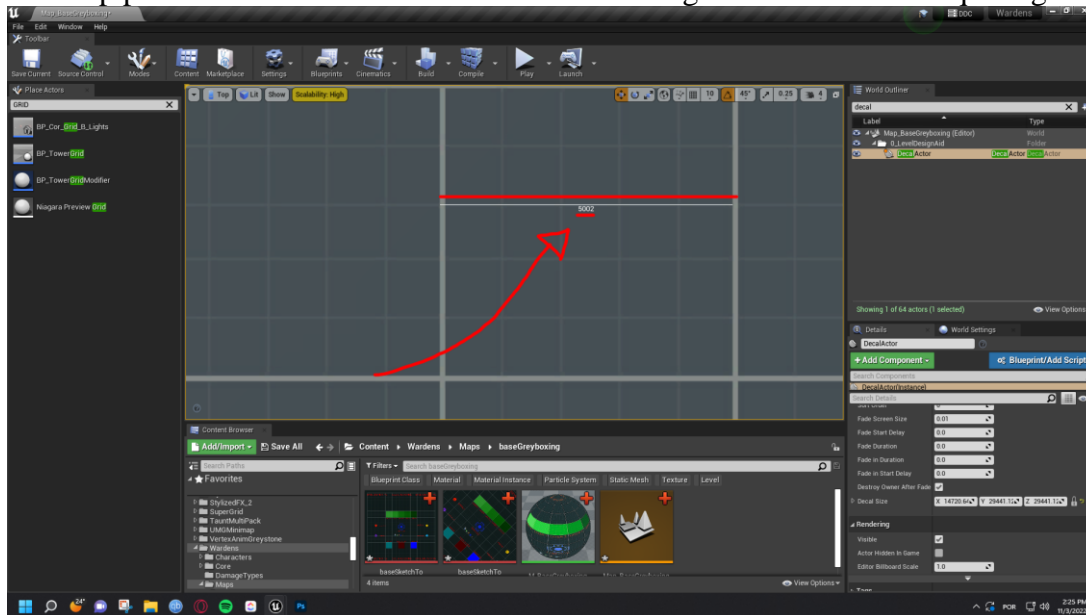 Map_BaseGreyboxing*
DDC
Wardens
File Edit Window Help
Toolbar
Save Current Source Control Modes Content Marketplace Settings Blueprints Cinematics Build Compile Play Launch
Place Actors
GRID
BP_Cor_Grid_B_Lights
BP_TowerGrid
BP_TowerGridModifier
Niagara Preview Grid
Top Lit Show Scalability: High
10 45° 0.25 4
5002
World Outliner
decal
Label Type
Map_BaseGreyboxing (Editor) World
0_LevelDesignAid Folder
DecalActor DecalActor DecalActor
Showing 1 of 64 actors (1 selected) View Options
Details World Settings
DecalActor
+Add Component Blueprint/Add Script
Search Components
DecalActor(Instance)
Search Details
Fade Screen Size 0.01
Fade Start Delay 0.0
Fade Duration 0.0
Fade in Duration 0.0
Fade in Start Delay 0.0
Destroy Owner After Fade
Decal Size X Y Z
Rendering
Visible
Actor Hidden In Game
Editor Billboard Scale 1.0
Tags
Content Browser
Add/Import Save All Content Wardens Maps baseGreyboxing
Search Paths
Filters Search baseGreyboxing
Favorites
Blueprint Class Material Material Instance Particle System Static Mesh Texture Level
StylizedFX_2
SuperGrid
TauntMultiPack
UMGMinimap
VertexAnimGreystone
Wardens
Characters
Core
DamageTypes
Maps
baseSketchTo baseSketchTo
4 items View Options
24°
POR
2:25 PM